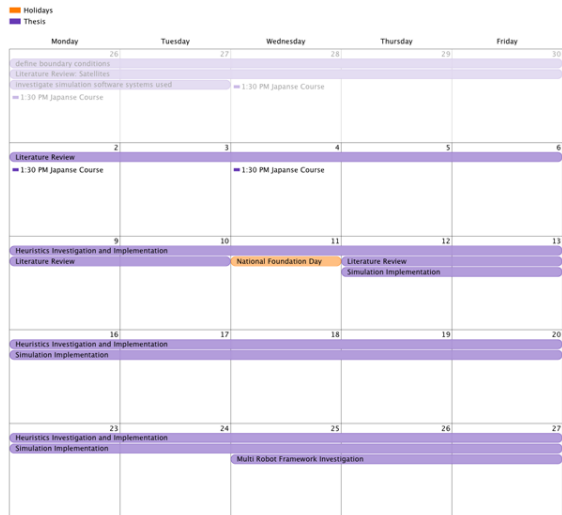 Holidays
Thesis
Monday Tuesday Wednesday Thursday Friday
26 27 28 29 30
define boundary conditions
Literature Review: Satellites
investigate simulation software systems used
1:30 PM Japanse Course
1:30 PM Japanse Course
2 3 4 5 6
Literature Review
1:30 PM Japanse Course 1:30 PM Japanse Course
9 10 11 12 13
Heuristics Investigation and Implementation
Literature Review National Foundation Day Literature Review
Simulation Implementation
16 17 18 19 20
Heuristics Investigation and Implementation
Simulation Implementation
23 24 25 26 27
Heuristics Investigation and Implementation
Simulation Implementation
Multi Robot Framework Investigation